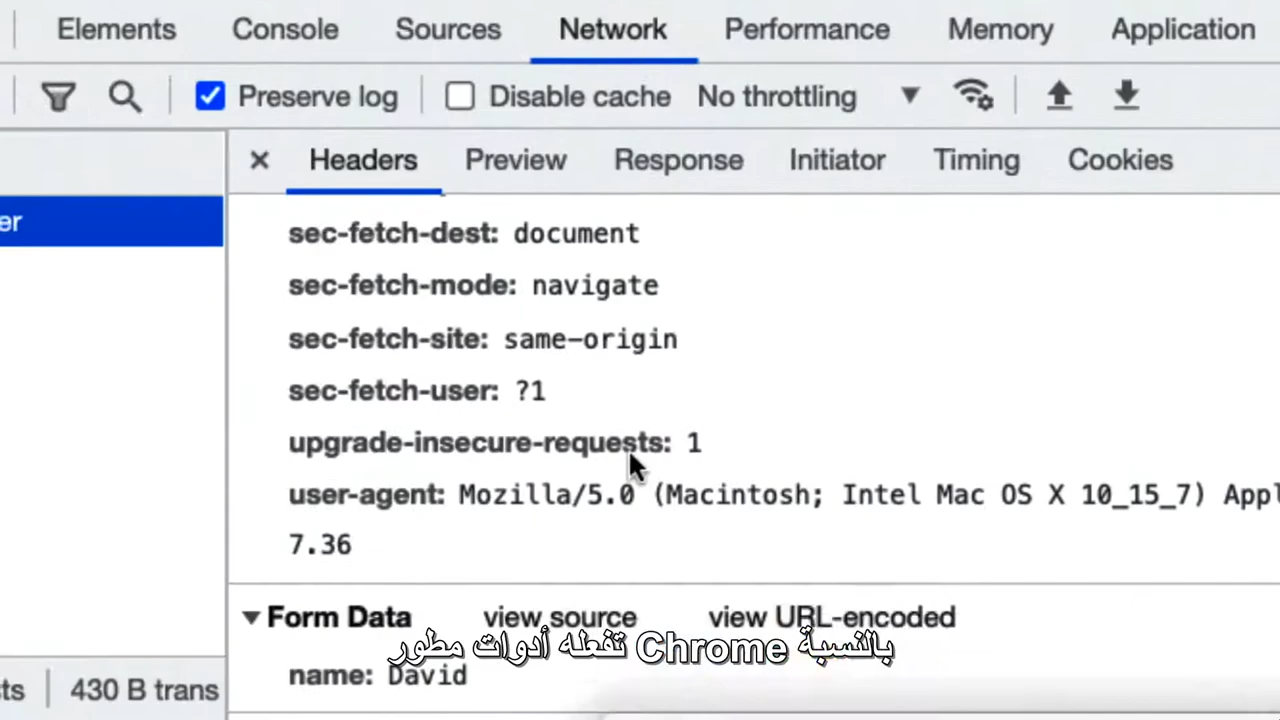 Elements Console Sources Network Performance Memory Application
Preserve log Disable cache No throttling
Headers Preview Response Initiator Timing Cookies
er
sec-fetch-dest: document
sec-fetch-mode: navigate
sec-fetch-site: same-origin
sec-fetch-user: ?1
upgrade-insecure-requests: 1
user-agent: Mozilla/5.0 (Macintosh; Intel Mac OS X 10_15_7) Appl
7.36
Form Data view source view URL-encoded
بالنسبة Chrome تفعله أدوات مطور
name: David
ts 430 B trans